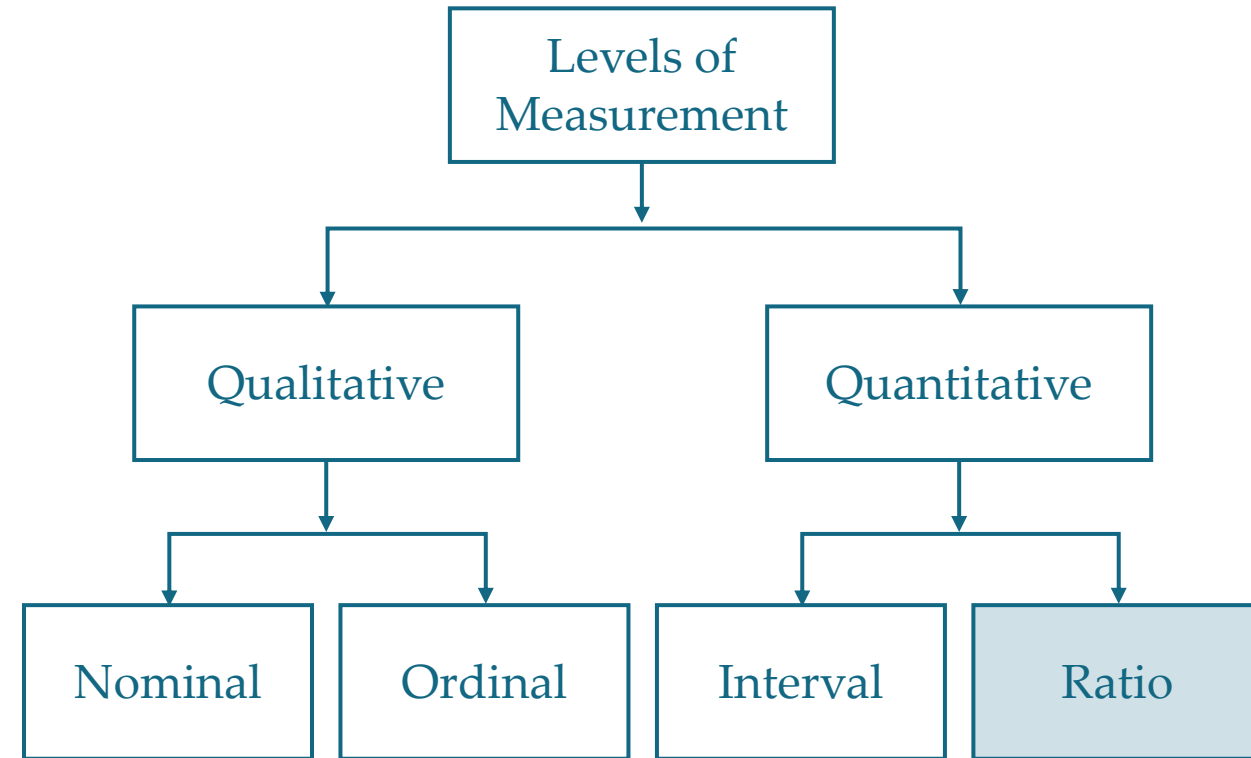 Levels of
Measurement
Qualitative
Quantitative
Nominal
Ordinal
Interval
Ratio